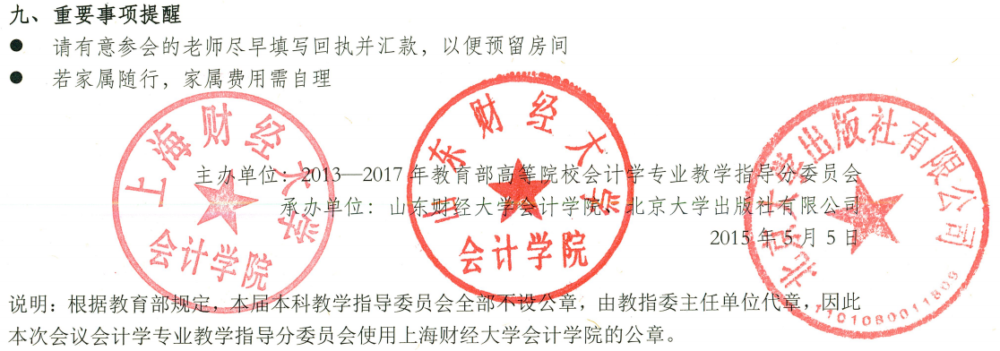 九、重要事项提醒
● 请有意参会的老师尽早填写回执并汇款，以便预留房间
● 若家属随行，家属费用需自理
上海财经大学
会计学院
山东财经大学
会计学院
北京大学出版社有限公司
1101080011809
主办单位：2013—2017年教育部高等院校会计学专业教学指导分委员会
承办单位：山东财经大学会计学院、北京大学出版社有限公司
2015年5月5日
说明：根据教育部规定，本届本科教学指导委员会全部不设公章，由教指委主任单位代章，因此
本次会议会计学专业教学指导分委员会使用上海财经大学会计学院的公章。